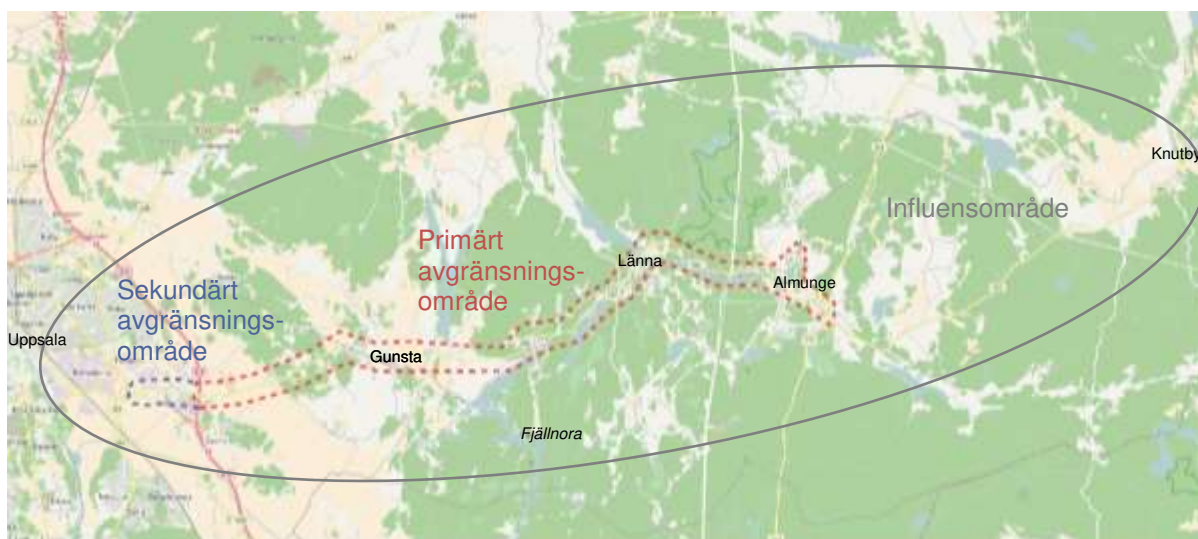 Knutby
Influensområde
Primärt
avgränsnings-
område
Länna
Almunge
Sekundärt
avgränsnings-
område
Uppsala
Gunsta
Fjällnora